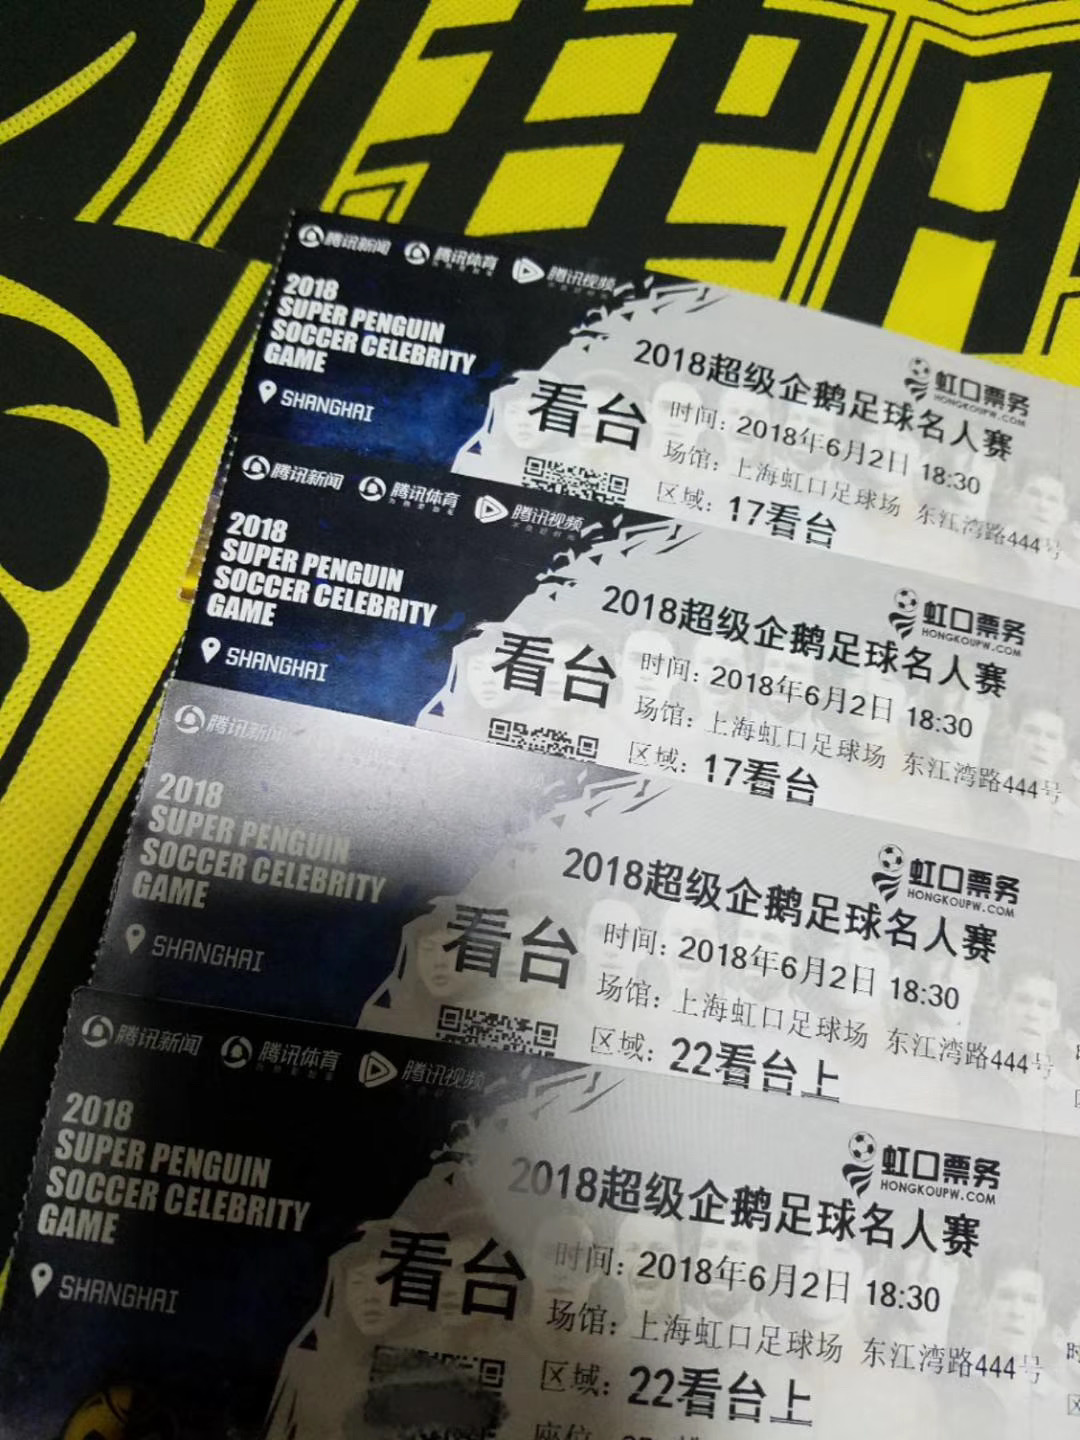 腾讯新闻 腾讯体育 腾讯视频
2018
SUPER PENGUIN
SOCCER CELEBRITY
GAME
SHANGHAI
虹口票务
HONGKOUPW.COM
2018超级企鹅足球名人赛
看台
时间: 2018年6月2日 18:30
场馆: 上海虹口足球场 东江湾路444号
区域: 17看台
腾讯新闻 腾讯体育 腾讯视频
2018
SUPER PENGUIN
SOCCER CELEBRITY
GAME
SHANGHAI
虹口票务
HONGKOUPW.COM
2018超级企鹅足球名人赛
看台
时间: 2018年6月2日 18:30
场馆: 上海虹口足球场 东江湾路444号
区域: 17看台
腾讯新闻
2018
SUPER PENGUIN
SOCCER CELEBRITY
GAME
SHANGHAI
虹口票务
HONGKOUPW.COM
2018超级企鹅足球名人赛
看台
时间: 2018年6月2日 18:30
场馆: 上海虹口足球场 东江湾路444号
区域: 22看台上
腾讯新闻 腾讯体育 腾讯视频
2018
SUPER PENGUIN
SOCCER CELEBRITY
GAME
SHANGHAI
虹口票务
HONGKOUPW.COM
2018超级企鹅足球名人赛
看台
时间: 2018年6月2日 18:30
场馆: 上海虹口足球场 东江湾路444号
区域: 22看台上